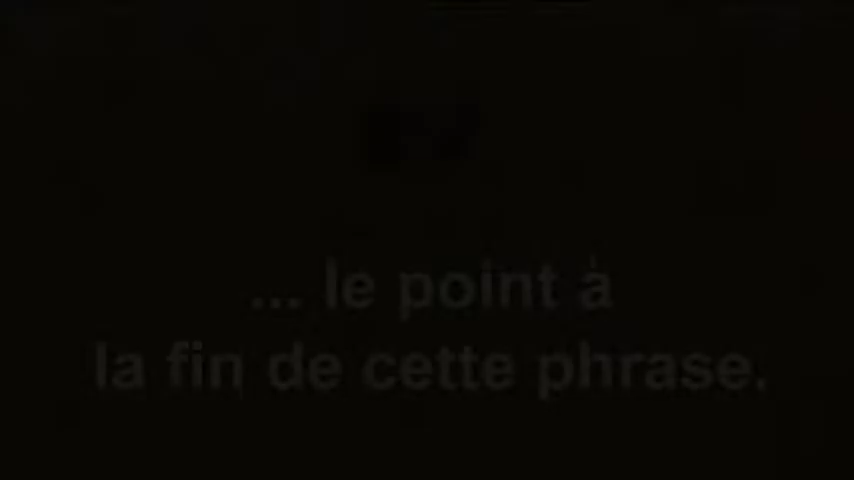 ... le point à
la fin de cette phrase.